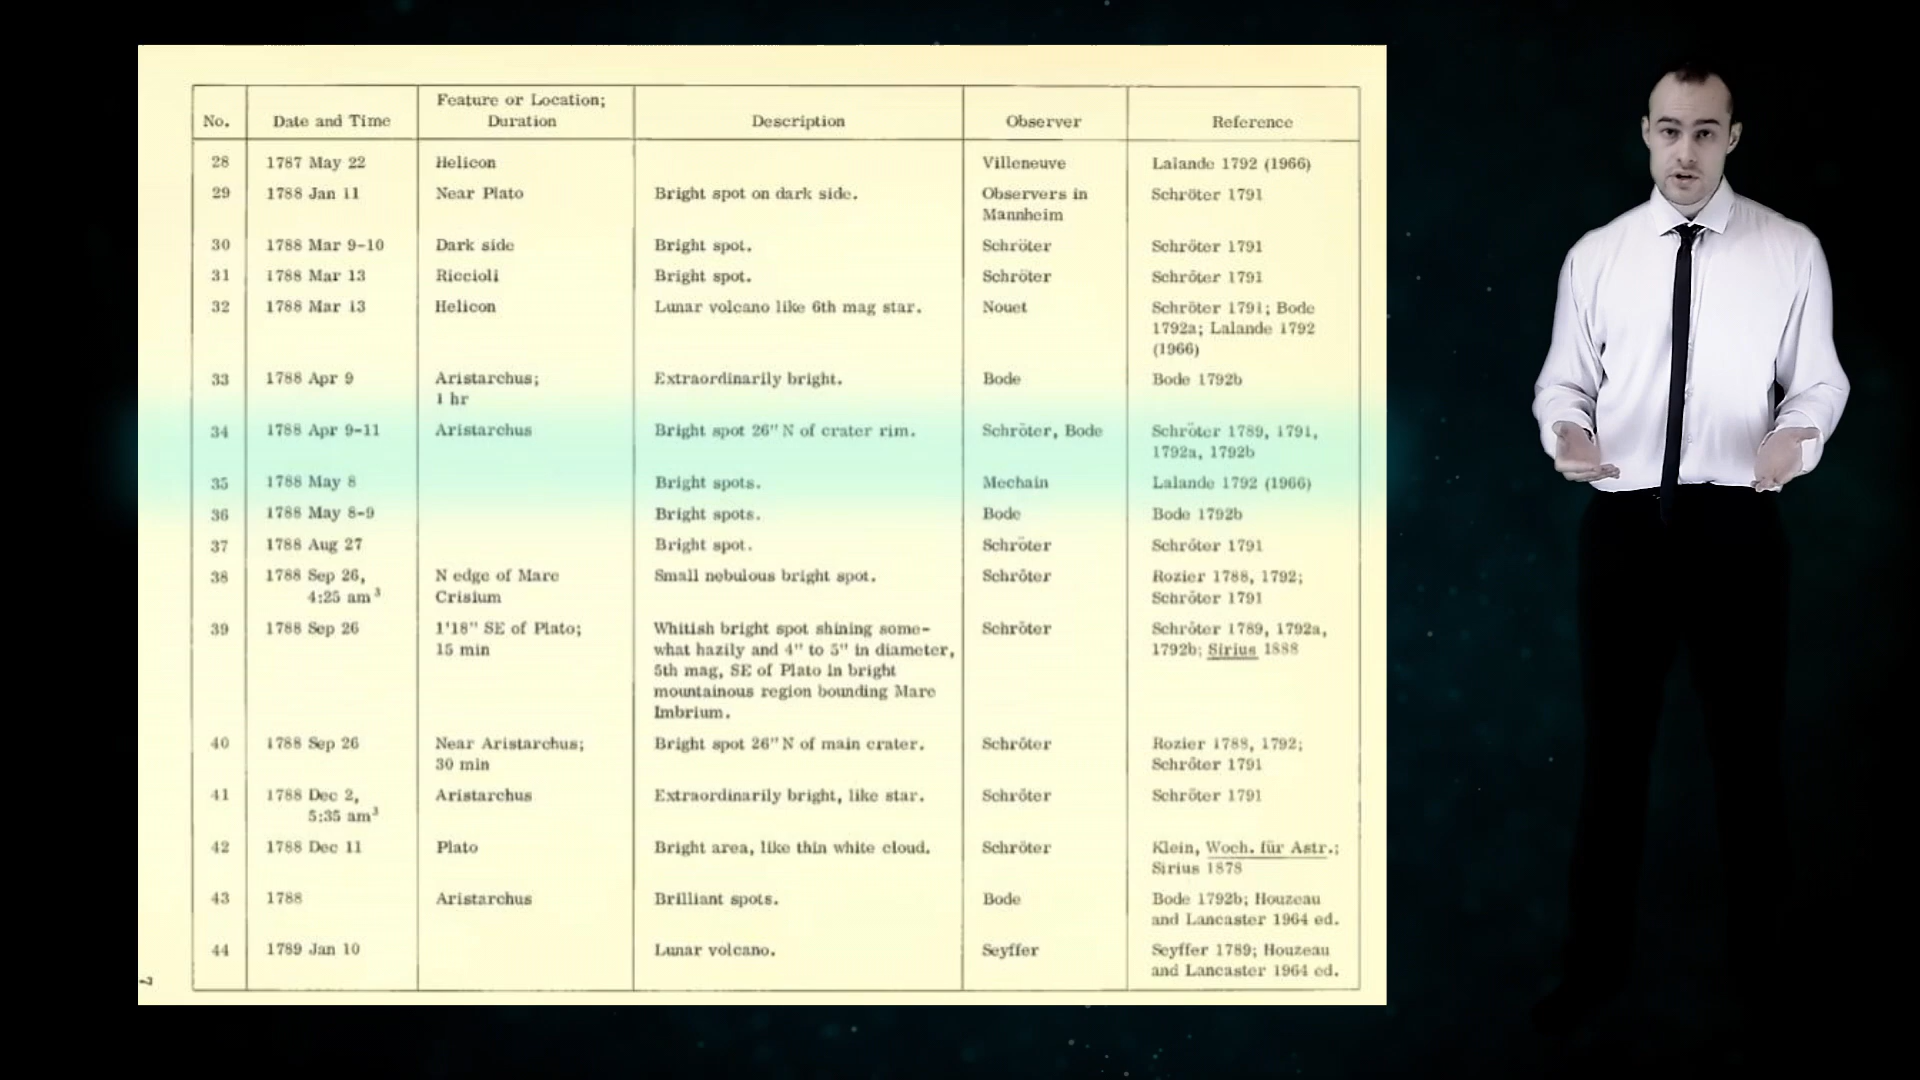 No. Date and Time Feature or Location; Duration Description Observer Reference
28 1787 May 22 Helicon Villeneuve Lalande 1792 (1966)
29 1788 Jan 11 Near Plato Bright spot on dark side. Observers in Mannheim Schröter 1791
30 1788 Mar 9-10 Dark side Bright spot. Schröter Schröter 1791
31 1788 Mar 13 Riccioli Bright spot. Schröter Schröter 1791
32 1788 Mar 13 Helicon Lunar volcano like 6th mag star. Nouet Schröter 1791; Bode 1792a; Lalande 1792 (1966)
33 1788 Apr 9 Aristarchus; 1 hr Extraordinarily bright. Bode Bode 1792b
34 1788 Apr 9-11 Aristarchus Bright spot 26" N of crater rim. Schröter, Bode Schröter 1789, 1791, 1792a, 1792b
35 1788 May 8 Bright spots. Mechain Lalande 1792 (1966)
36 1788 May 8-9 Bright spots. Bode Bode 1792b
37 1788 Aug 27 Bright spot. Schröter Schröter 1791
38 1788 Sep 26, 4:25 am³ N edge of Mare Crisium Small nebulous bright spot. Schröter Rozier 1788, 1792; Schröter 1791
39 1788 Sep 26 1'18" SE of Plato; 15 min Whitish bright spot shining some- what hazily and 4" to 5" in diameter, 5th mag, SE of Plato in bright mountainous region bounding Mare Imbrium. Schröter Schröter 1789, 1792a, 1792b; Sirius 1888
40 1788 Sep 26 Near Aristarchus; 30 min Bright spot 26" N of main crater. Schröter Rozier 1788, 1792; Schröter 1791
41 1788 Dec 2, 5:35 am³ Aristarchus Extraordinarily bright, like star. Schröter Schröter 1791
42 1788 Dec 11 Plato Bright area, like thin white cloud. Schröter Klein, Woch. für Astr.; Sirius 1878
43 1788 Aristarchus Brilliant spots. Bode Bode 1792b; Houzeau and Lancaster 1964 ed.
44 1789 Jan 10 Lunar volcano. Seyffer Seyffer 1789; Houzeau and Lancaster 1964 ed.
7